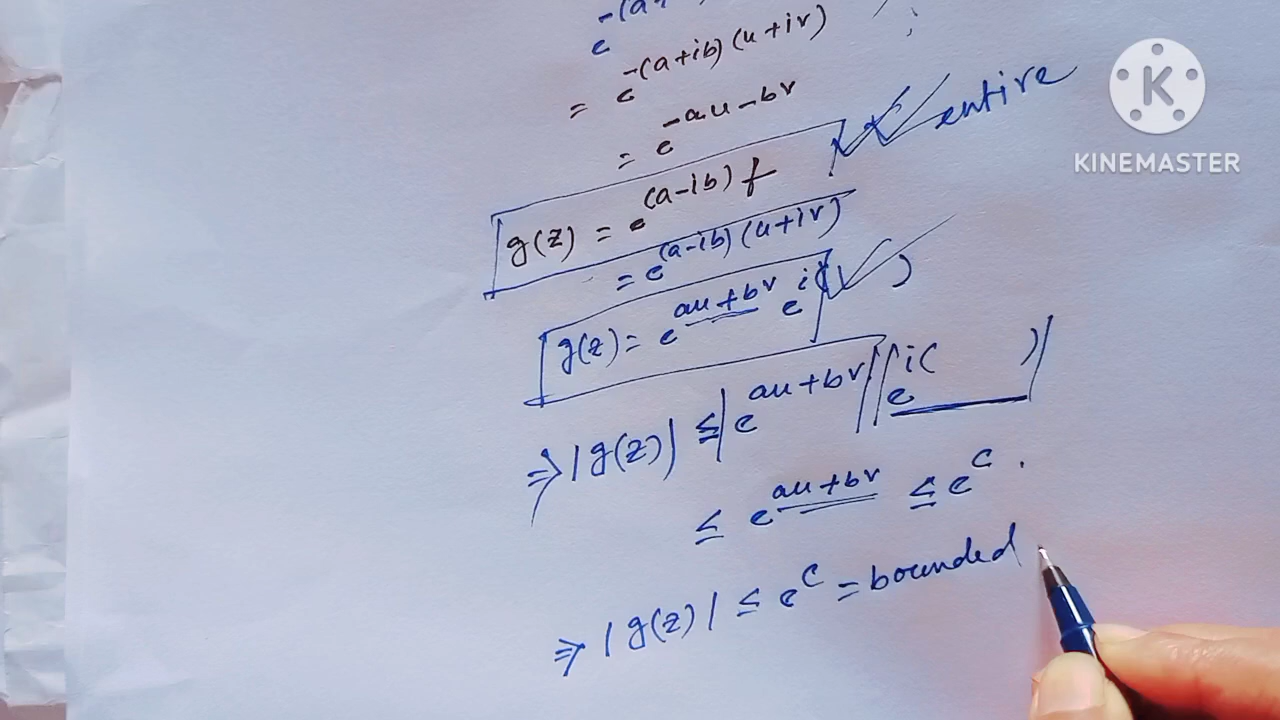 e^-(a+
= e^-(a+ib)(u+iv)
= e^-au-bv
g(z) = e^(a-ib)f entire
= e^(a-ib)(u+iv)
g(z) = e^au+bv e^i( )
⇒ |g(z)| ≤ |e^au+bv| |e^i( )|
≤ e^au+bv ≤ e^c .
⇒ |g(z)| ≤ e^c = bounded
K
KINEMASTER